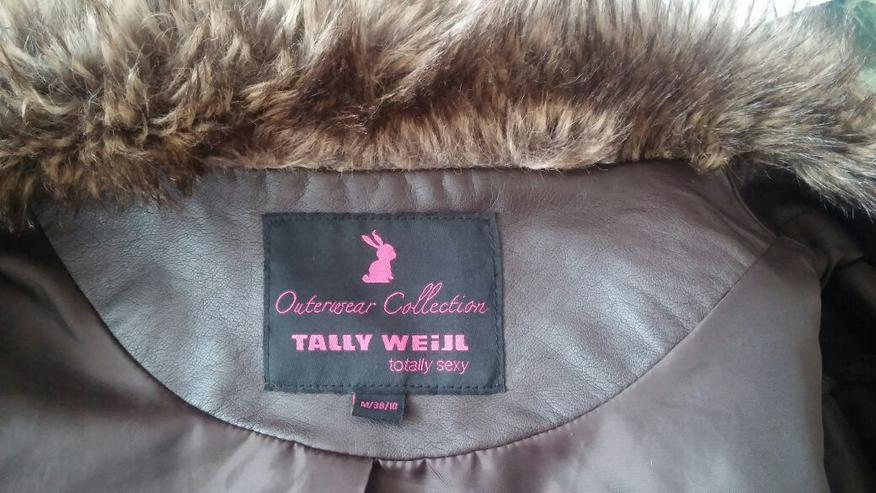 Outerwear Collection
TALLY WEiJL
totally sexy
M/38/10